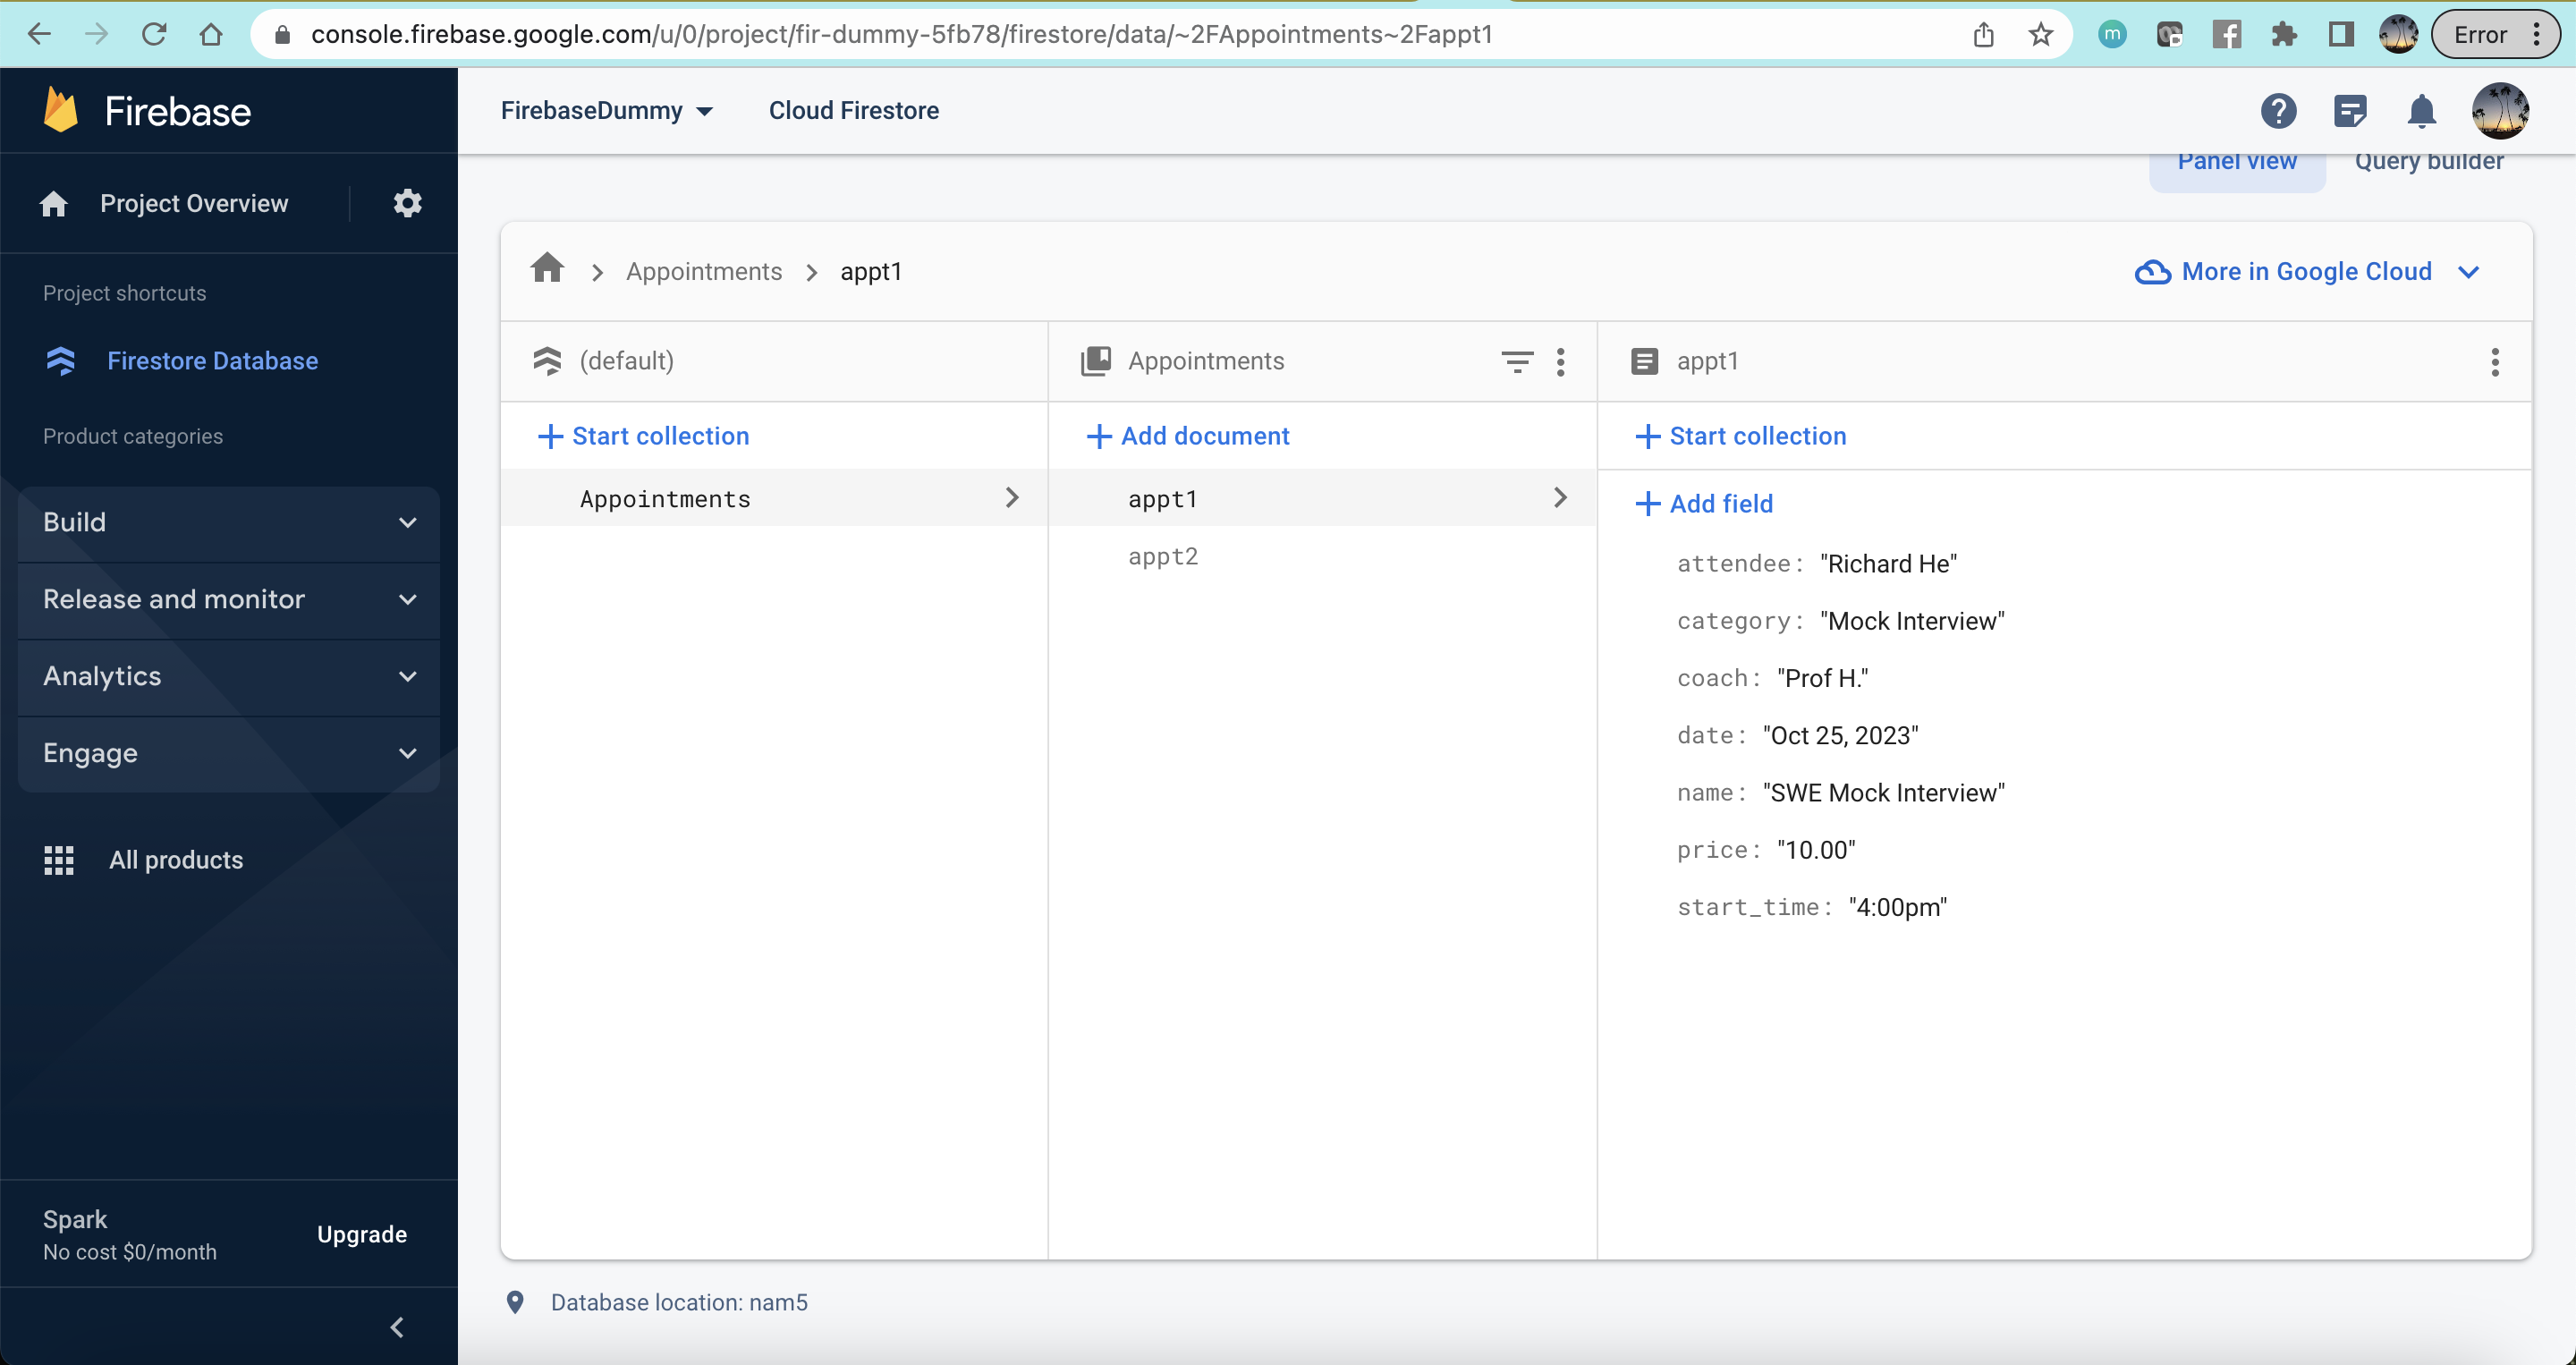 console.firebase.google.com/u/0/project/fir-dummy-5fb78/firestore/data/~2FAppointments~2Fappt1
m
Error
Firebase
FirebaseDummy
Cloud Firestore
Panel view
Query builder
Project Overview
Project shortcuts
Firestore Database
Product categories
Build
Release and monitor
Analytics
Engage
All products
Spark
No cost $0/month
Upgrade
Appointments
appt1
More in Google Cloud
(default)
Start collection
Appointments
Appointments
Add document
appt1
appt2
appt1
Start collection
Add field
attendee: "Richard He"
category: "Mock Interview"
coach: "Prof H."
date: "Oct 25, 2023"
name: "SWE Mock Interview"
price: "10.00"
start_time: "4:00pm"
Database location: nam5